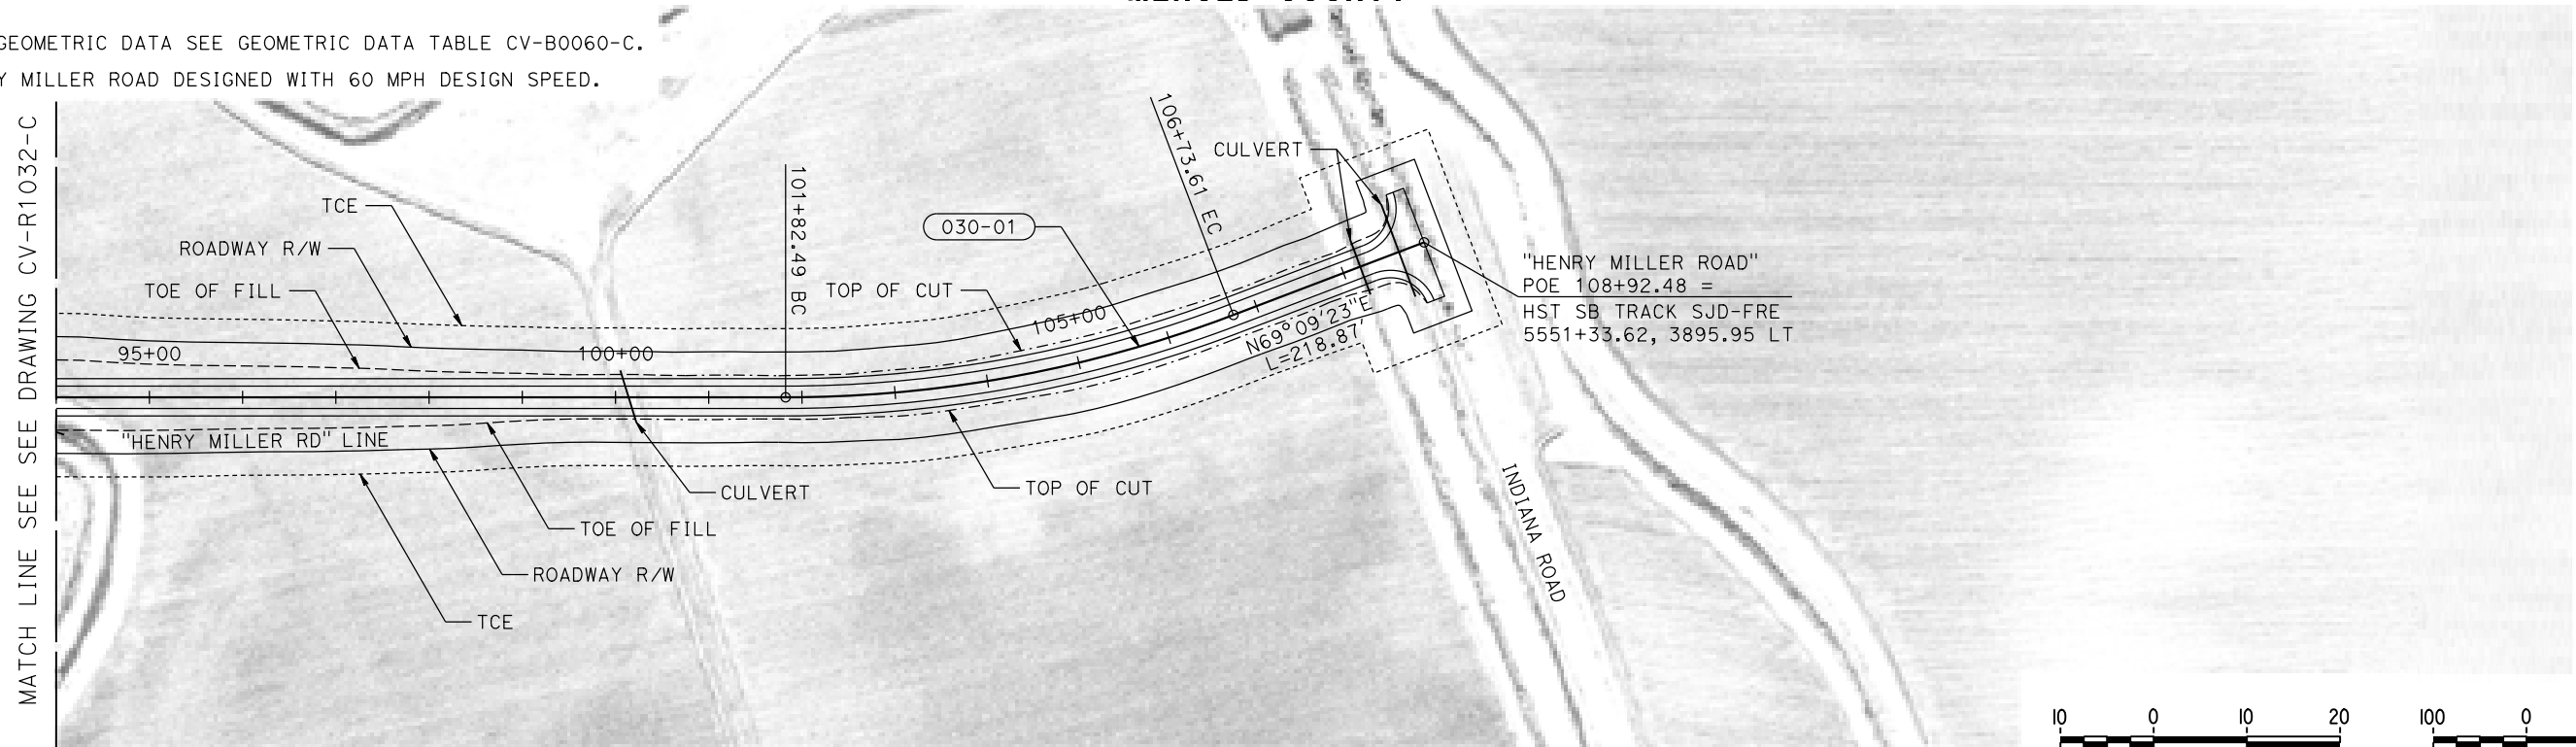 GEOMETRIC DATA SEE GEOMETRIC DATA TABLE CV-B0060-C.
Y MILLER ROAD DESIGNED WITH 60 MPH DESIGN SPEED.
MATCH LINE SEE SEE DRAWING CV-R1032-C
TCE
ROADWAY R/W
TOE OF FILL
95+00
100+00
101+82.49 BC
TOP OF CUT
030-01
105+00
106+73.61 EC
CULVERT
N69°09'23"E
L=218.87'
"HENRY MILLER ROAD"
POE 108+92.48 =
HST SB TRACK SJD-FRE
5551+33.62, 3895.95 LT
"HENRY MILLER RD" LINE
CULVERT
TOP OF CUT
TOE OF FILL
ROADWAY R/W
TCE
INDIANA ROAD
10 0 10 20
100 0